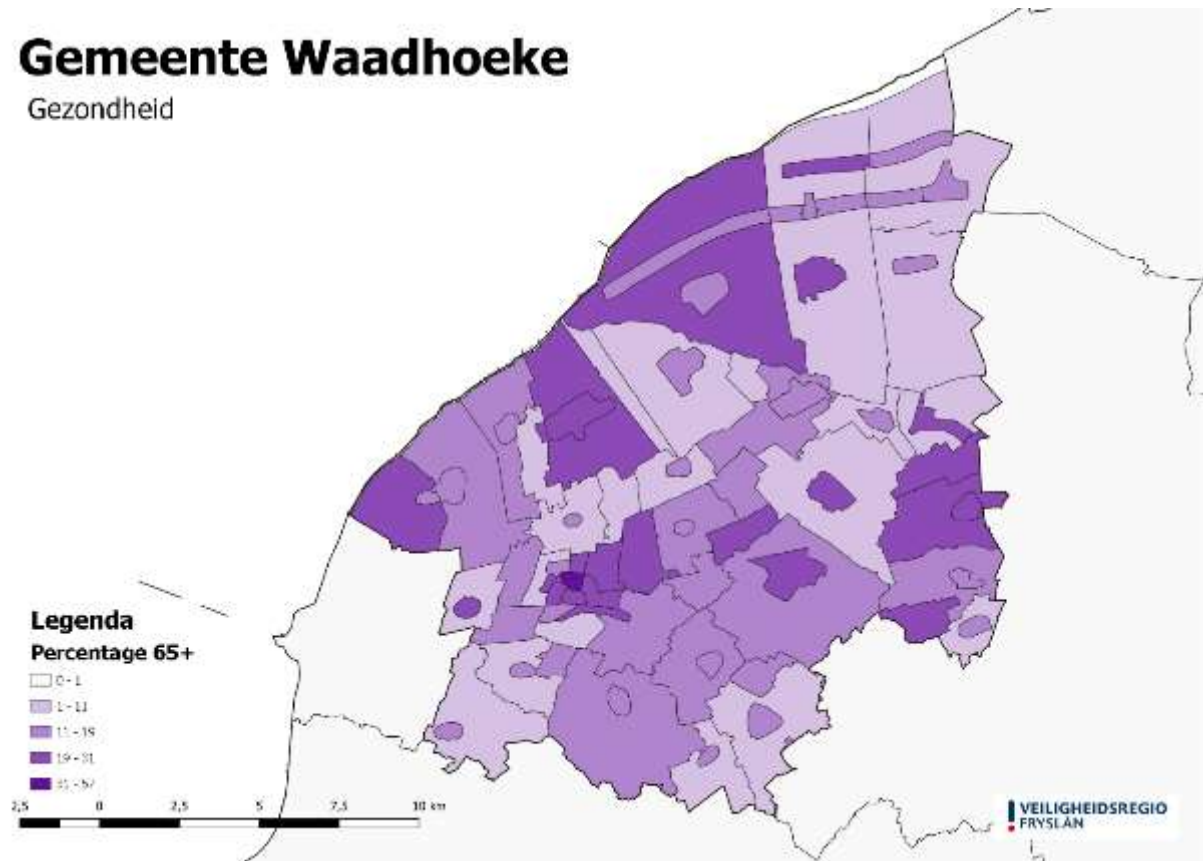 Gemeente Waadhoeke
Gezondheid
Legenda
Percentage 65+
0 - 1
1 - 11
11 - 19
19 - 31
31 - 57
2,5 0 2,5 5 7,5 10 km
VEILIGHEIDSREGIO
FRYSLÂN